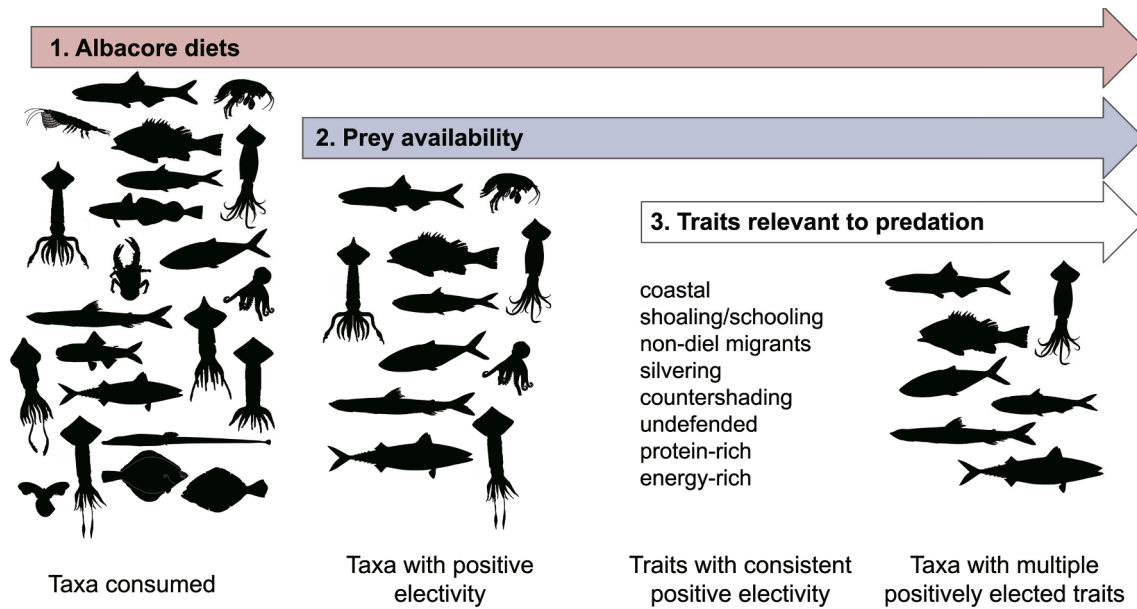 1. Albacore diets
2. Prey availability
3. Traits relevant to predation
coastal
shoaling/schooling
non-diel migrants
silvering
countershading
undefended
protein-rich
energy-rich
Taxa consumed
Taxa with positive
electivity
Traits with consistent
positive electivity
Taxa with multiple
positively elected traits